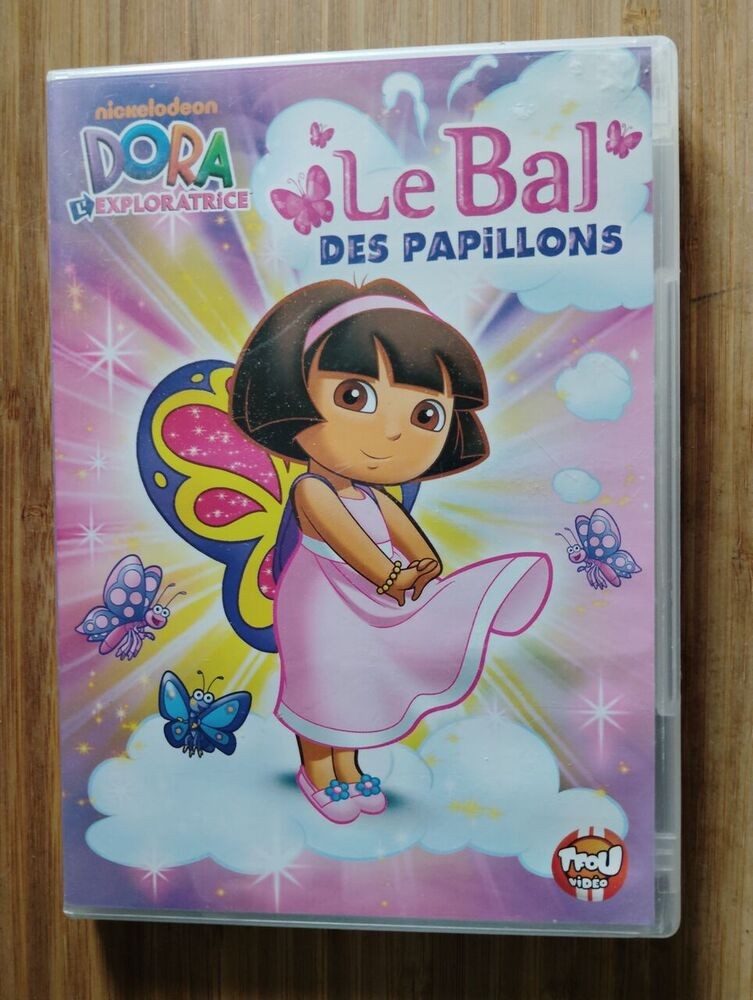 nickelodeon
DORA
L'EXPLORATRiCE
Le Bal
DES PAPiLLONS
TFOU
ViDÉO